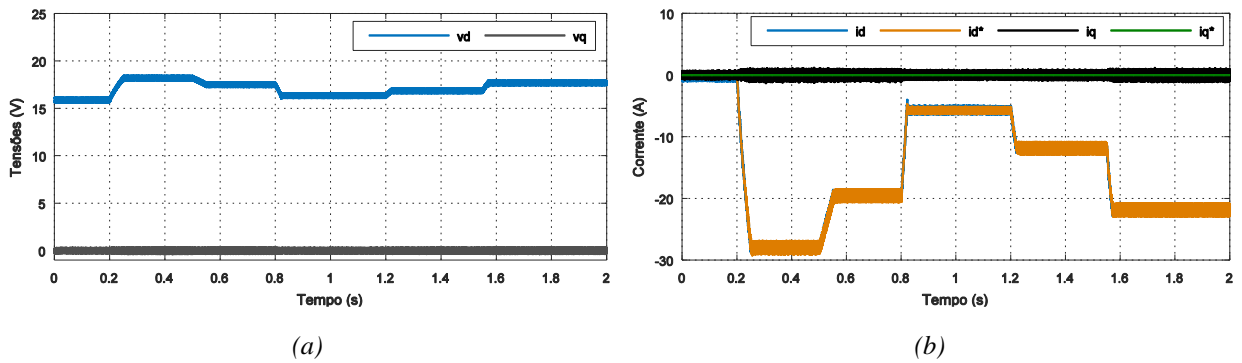 25
20
15
10
5
0
Tensões (V)
vd
vq
0 0.2 0.4 0.6 0.8 1 1.2 1.4 1.6 1.8 2
Tempo (s)
(a)
10
0
-10
-20
-30
Corrente (A)
id
id*
iq
iq*
0 0.2 0.4 0.6 0.8 1 1.2 1.4 1.6 1.8 2
Tempo (s)
(b)